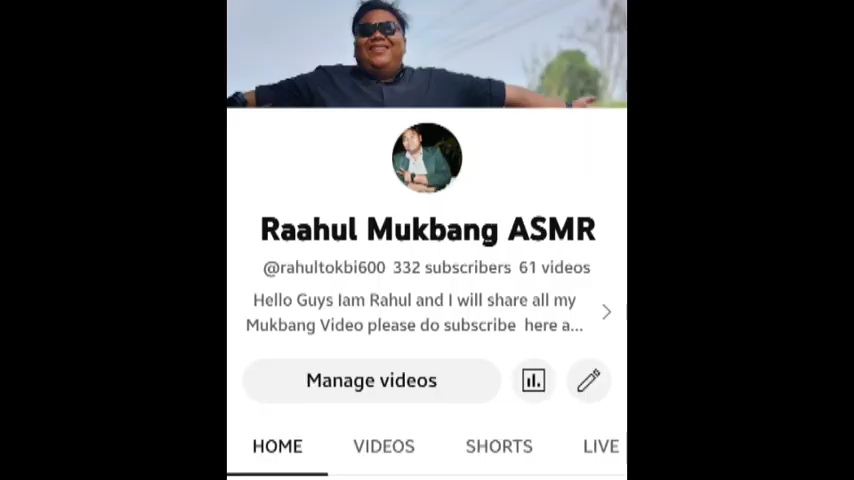 Raahul Mukbang ASMR
@rahultokbi600 332 subscribers 61 videos
Hello Guys Iam Rahul and I will share all my
Mukbang Video please do subscribe here a...
Manage videos
HOME VIDEOS SHORTS LIVE